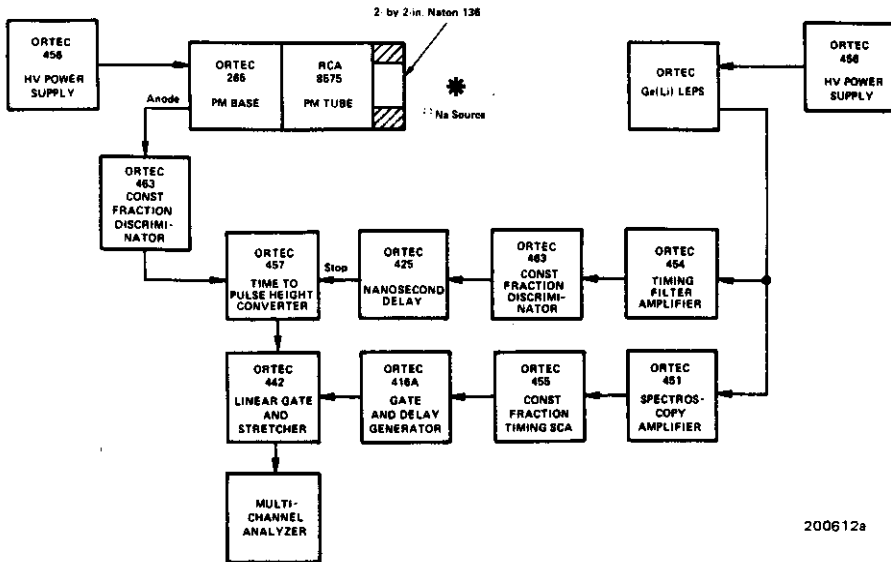 2- by 2-in. Naton 136
ORTEC
456
HV POWER
SUPPLY
ORTEC
265
PM BASE
RCA
8575
PM TUBE
Na Source
ORTEC
Ge(Li) LEPS
ORTEC
456
HV POWER
SUPPLY
Anode
ORTEC
463
CONST
FRACTION
DISCRIMI-
NATOR
ORTEC
457
TIME TO
PULSE HEIGHT
CONVERTER
Stop
ORTEC
425
NANOSECOND
DELAY
ORTEC
463
CONST
FRACTION
DISCRIMI-
NATOR
ORTEC
454
TIMING
FILTER
AMPLIFIER
ORTEC
442
LINEAR GATE
AND
STRETCHER
ORTEC
416A
GATE
AND DELAY
GENERATOR
ORTEC
455
CONST
FRACTION
TIMING SCA
ORTEC
451
SPECTROS-
COPY
AMPLIFIER
MULTI-
CHANNEL
ANALYZER
200612a